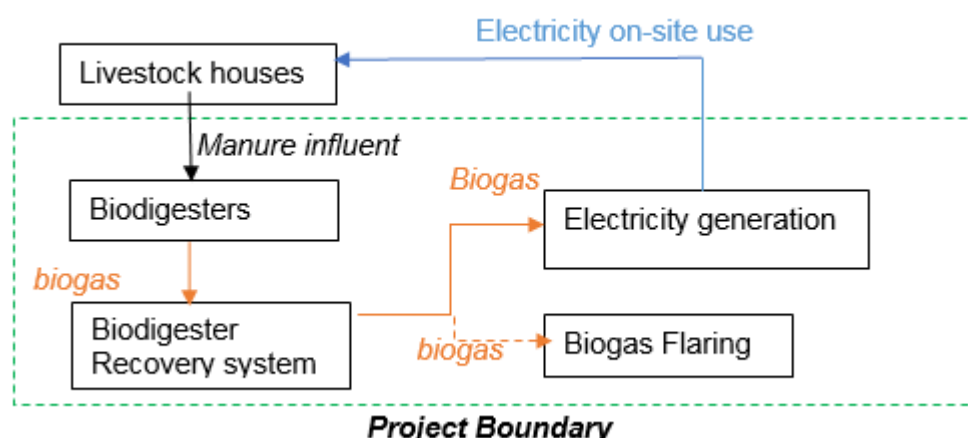 Electricity on-site use
Livestock houses
Manure influent
Biogas
Biodigesters
Electricity generation
biogas
Biodigester
Recovery system
biogas
Biogas Flaring
Project Boundary